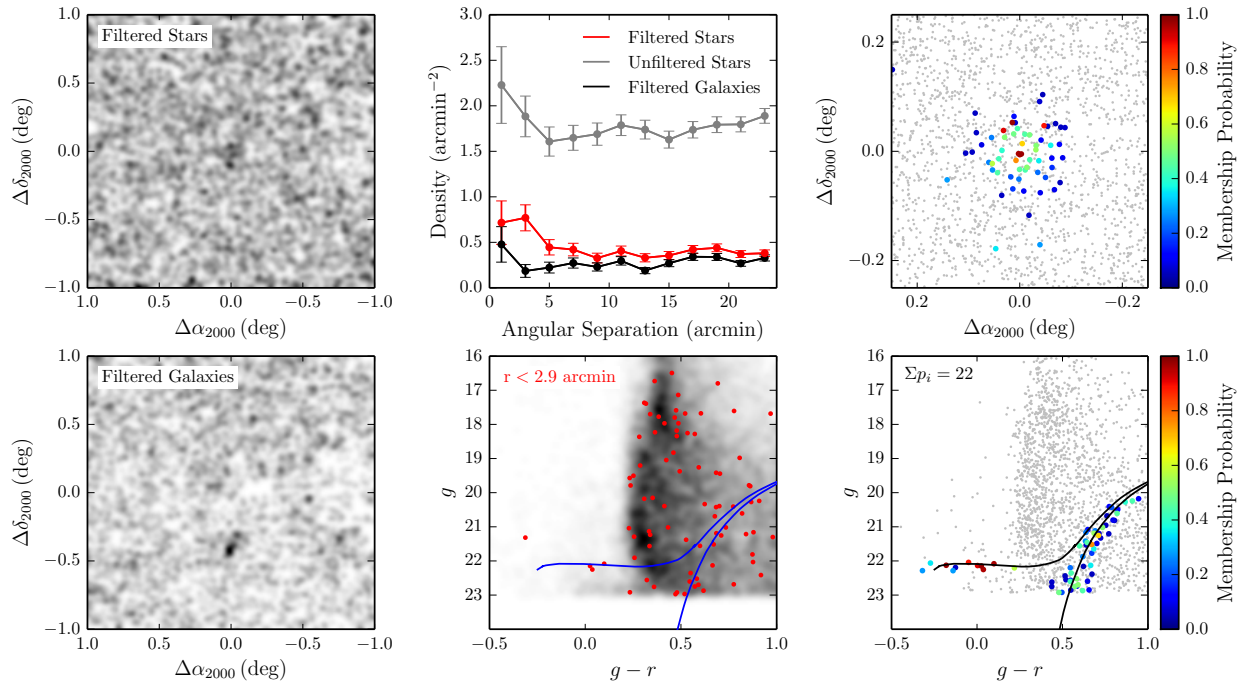 Filtered Stars
1.0
0.5
0.0
−0.5
−1.0
1.0 0.5 0.0 −0.5 −1.0
Δδ2000 (deg)
Δα2000 (deg)
Filtered Stars
Unfiltered Stars
Filtered Galaxies
2.5
2.0
1.5
1.0
0.5
0.0
0 5 10 15 20
Density (arcmin−2)
Angular Separation (arcmin)
0.2
0.0
−0.2
0.2 0.0 −0.2
Δδ2000 (deg)
Δα2000 (deg)
1.0
0.8
0.6
0.4
0.2
0.0
Membership Probability
Filtered Galaxies
1.0
0.5
0.0
−0.5
−1.0
1.0 0.5 0.0 −0.5 −1.0
Δδ2000 (deg)
Δα2000 (deg)
r < 2.9 arcmin
16
17
18
19
20
21
22
23
−0.5 0.0 0.5 1.0
g
g − r
Σpi = 22
16
17
18
19
20
21
22
23
−0.5 0.0 0.5 1.0
g
g − r
1.0
0.8
0.6
0.4
0.2
0.0
Membership Probability